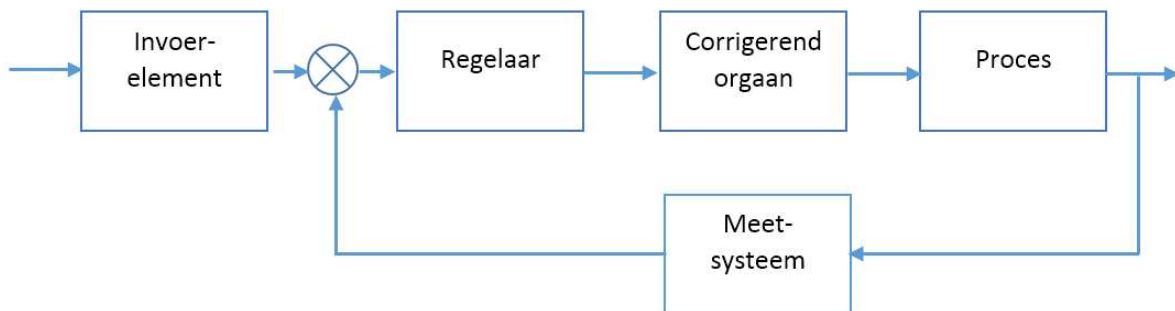 Invoer-
element
Regelaar
Corrigerend
orgaan
Proces
Meet-
systeem